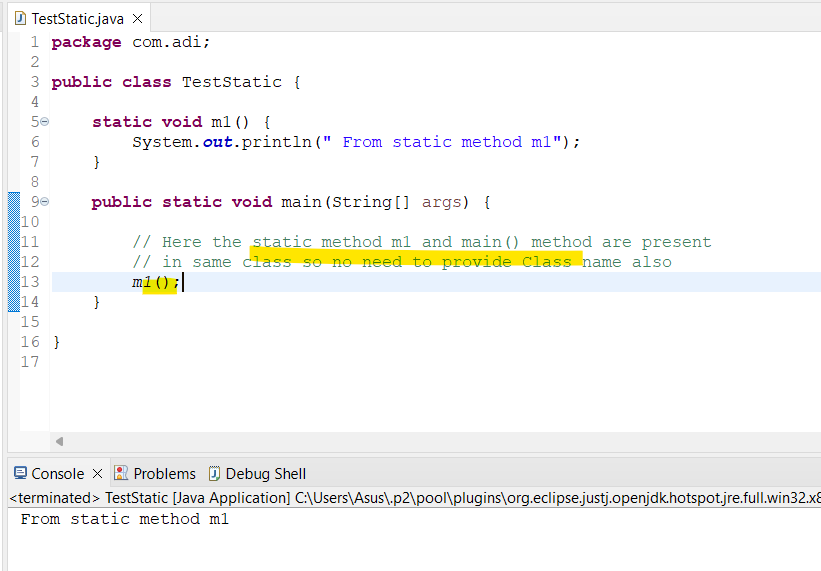 TestStatic.java
1 package com.adi;
2
3 public class TestStatic {
4
5 static void m1() {
6 System.out.println(" From static method m1");
7 }
8
9 public static void main(String[] args) {
10
11 // Here the static method m1 and main() method are present
12 // in same class so no need to provide Class name also
13 m1();
14 }
15
16 }
17
Console Problems Debug Shell
<terminated> TestStatic [Java Application] C:\Users\Asus\.p2\pool\plugins\org.eclipse.justj.openjdk.hotspot.jre.full.win32.x8
From static method m1